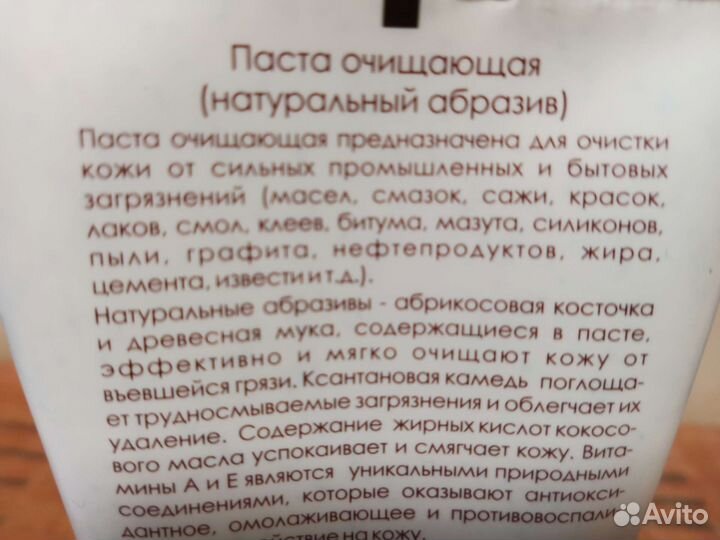 Паста очищающая
(натуральный абразив)
Паста очищающая предназначена для очистки
кожи от сильных промышленных и бытовых
загрязнений (масел, смазок, сажи, красок,
лаков, смол, клеев, битума, мазута, силиконов,
пыли, графита, нефтепродуктов, жира,
цемента, извести и т.д.).
Натуральные абразивы - абрикосовая косточка
и древесная мука, содержащиеся в пасте,
эффективно и мягко очищают кожу от
въевшейся грязи. Ксантановая камедь поглоща-
ет трудносмываемые загрязнения и облегчает их
удаление. Содержание жирных кислот кокосо-
вого масла успокаивает и смягчает кожу. Вита-
мины А и Е являются уникальными природными
соединениями, которые оказывают антиокси-
дантное, омолаживающее и противовоспали-
на кожу.
Avito